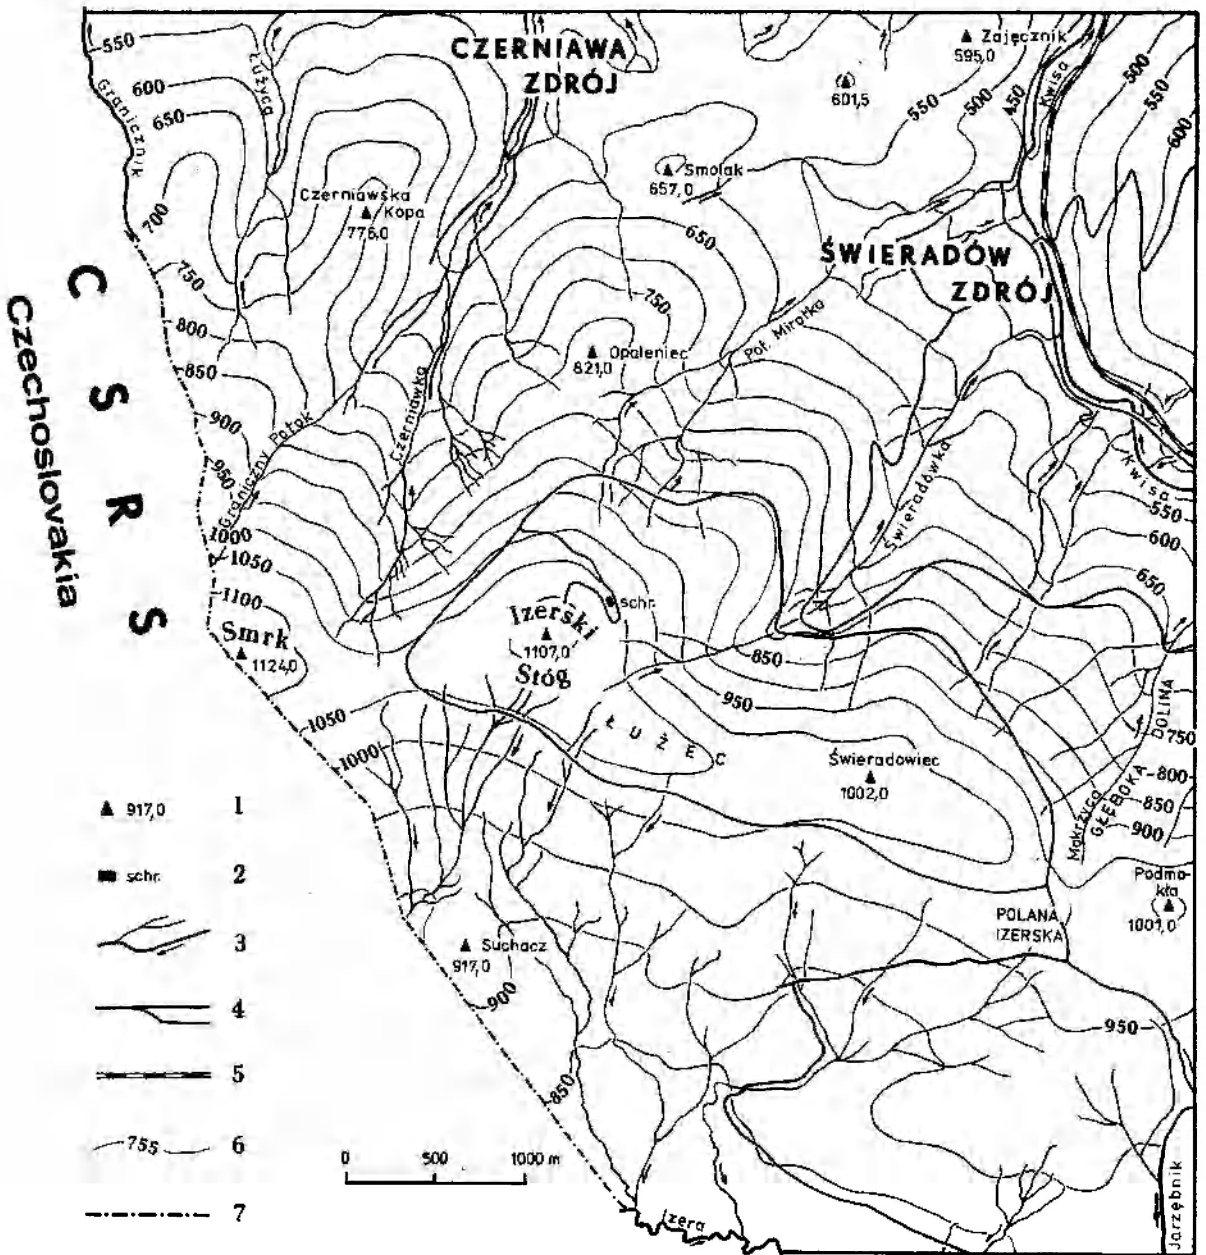 550
Łużyca
CZERNIAWA
ZDRÓJ
Zajęcznik
595,0
Kwisa
500
550
600
600
650
Granicznik
601,5
550
500
450
Smolak
657,0
Czerniawska
Kopa
776,0
700
650
750
ŚWIERADÓW
ZDRÓJ
750
Pot. Mirotka
800
Opaleniec
821,0
850
C S R S
Czechoslovakia
900
950
Graniczny Potok
Czerniawka
Świeradówka
Kwisa
550
600
650
1000
1050
1100
Smrk
1124,0
schr.
Izerski
1107,0
Stóg
850
950
1050
1000
ŁUŻEC
Świeradowiec
1002,0
DOLINA
GŁĘBOKA
Mokrzyca
750
800
850
900
Podmo-
kła
1001,0
POLANA
IZERSKA
Suchacz
917,0
900
950
850
Izera
Jarzębnik
917,0 1
schr. 2
3
4
5
755 6
7
0 500 1000 m